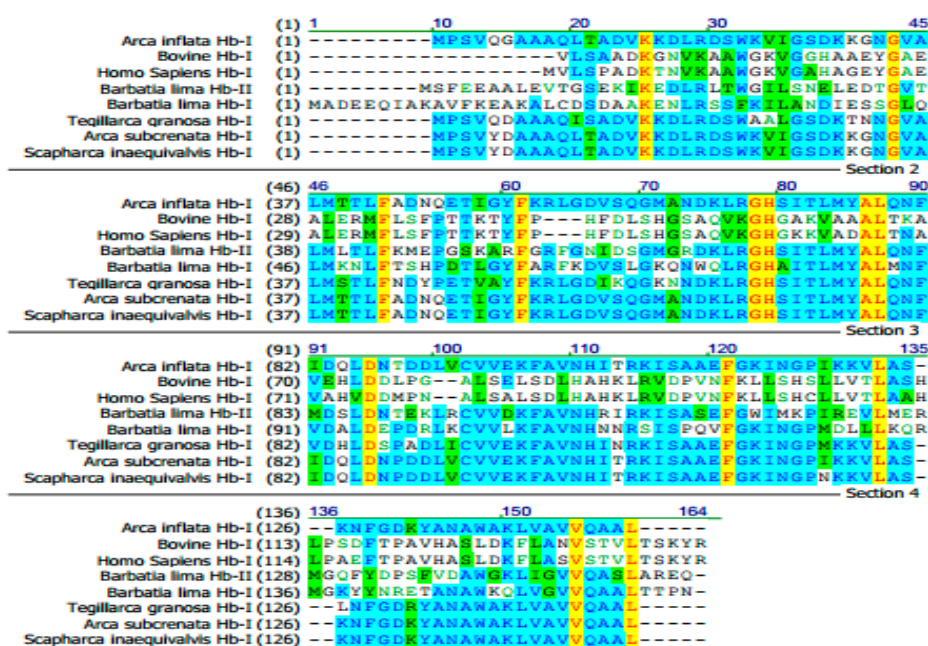 (1) 1 10 20 30 45
Arca inflata Hb-I (1) ---------MPSVQGAAAQLTADVKKDLRDSWKVIGSDKKGNGVA
Bovine Hb-I (1) ------------------VLSAADKGNVKAAWGKVGGHAAEYGAE
Homo Sapiens Hb-I (1) -----------------MVLSPADKTNVKAAWGKVGAHAGEYGAE
Barbatia lima Hb-II (1) --------MSFEEAALEVTGSEKIKEDLRLTWGILSNELEDTGVT
Barbatia lima Hb-I (1) MADEEQIAKAVFKEAKALCDSDAAKENLRSSFKILANDIESSGLQ
Tegillarca granosa Hb-I (1) ---------MPSVQDAAAQISADVKKDLRDSWAALGSDKTNNGVA
Arca subcrenata Hb-I (1) ---------MPSVYDAAAQLTADVKKDLRDSWKVIGSDKKGNGVA
Scapharca inaequivalvis Hb-I (1) ---------MPSVYDAAAQLTADVKKDLRDSWKVIGSDKKGNGVA
Section 2
(46) 46 60 70 80 90
Arca inflata Hb-I (37) LMTTLFADNQETIGYFKRLGDVSQGMANDKLRGHSITLMYALQNF
Bovine Hb-I (28) ALERMFLSFPTTKTYFP---HFDLSHGSAQVKGHGAKVAAALTKA
Homo Sapiens Hb-I (29) ALERMFLSFPTTKTYFP---HFDLSHGSAQVKGHGKKVADALTNA
Barbatia lima Hb-II (38) LMLTLFKMEPGSKARFGRFGNIDSGMGRDKLRGHSITLMYALQNF
Barbatia lima Hb-I (46) LMKNLFTSHPDTLGYFARFKDVSLGKQNWQLRGHAITLMYALMNF
Tegillarca granosa Hb-I (37) LMSTLFNDYPETVAYFKRLGDIKQGKNNDKLRGHSITLMYALQNF
Arca subcrenata Hb-I (37) LMTTLFADNQETIGYFKRLGDVSQGMANDKLRGHSITLMYALQNF
Scapharca inaequivalvis Hb-I (37) LMTTLFADNQETIGYFKRLGDVSQGMANDKLRGHSITLMYALQNF
Section 3
(91) 91 100 110 120 135
Arca inflata Hb-I (82) IDQLDNTDDLVCVVEKFAVNHITRKISAAEFGKINGPIKKVLAS-
Bovine Hb-I (70) VEHLDDLPG--ALSELSDLHAHKLRVDPVNFKLLSHSLLVTLASH
Homo Sapiens Hb-I (71) VAHVDDMPN--ALSALSDLHAHKLRVDPVNFKLLSHCLLVTLAAH
Barbatia lima Hb-II (83) MDSLDNTEKLRCVVDKFAVNHRIRKISASEFGWIMKPIREVLMER
Barbatia lima Hb-I (91) VDALDEPDRLKCVVLKFAVNHNNRSISPQVFGKINGPMDLLLKQR
Tegillarca granosa Hb-I (82) VDHLDSPADLICVVEKFAVNHINRKISAAEFGKINGPMKKVLAS-
Arca subcrenata Hb-I (82) IDQLDNPDDLVCVVEKFAVNHITRKISAAEFGKINGPIKKVLAS-
Scapharca inaequivalvis Hb-I (82) IDQLDNPDDLVCVVEKFAVNHITRKISAAEFGKINGPNKKVLAS-
Section 4
(136) 136 150 164
Arca inflata Hb-I (126) --KNFGDKYANAWAKLVAVVQAAL-----
Bovine Hb-I (113) LPSDFTPAVHASLDKFLANVSTVLTSKYR
Homo Sapiens Hb-I (114) LPAEFTPAVHASLDKFLASVSTVLTSKYR
Barbatia lima Hb-II (128) MGQFYDPSFVDAWGKLIGVVQASLAREQ-
Barbatia lima Hb-I (136) MGKYYNRETANAWKQLVGVVQAALTTPN-
Tegillarca granosa Hb-I (126) --LNFGDRYANAWAKLVAVVQAAL-----
Arca subcrenata Hb-I (126) --KNFGDKYANAWAKLVAVVQAAL-----
Scapharca inaequivalvis Hb-I (126) --KNFGDKYANAWAKLVAVVQAAL-----